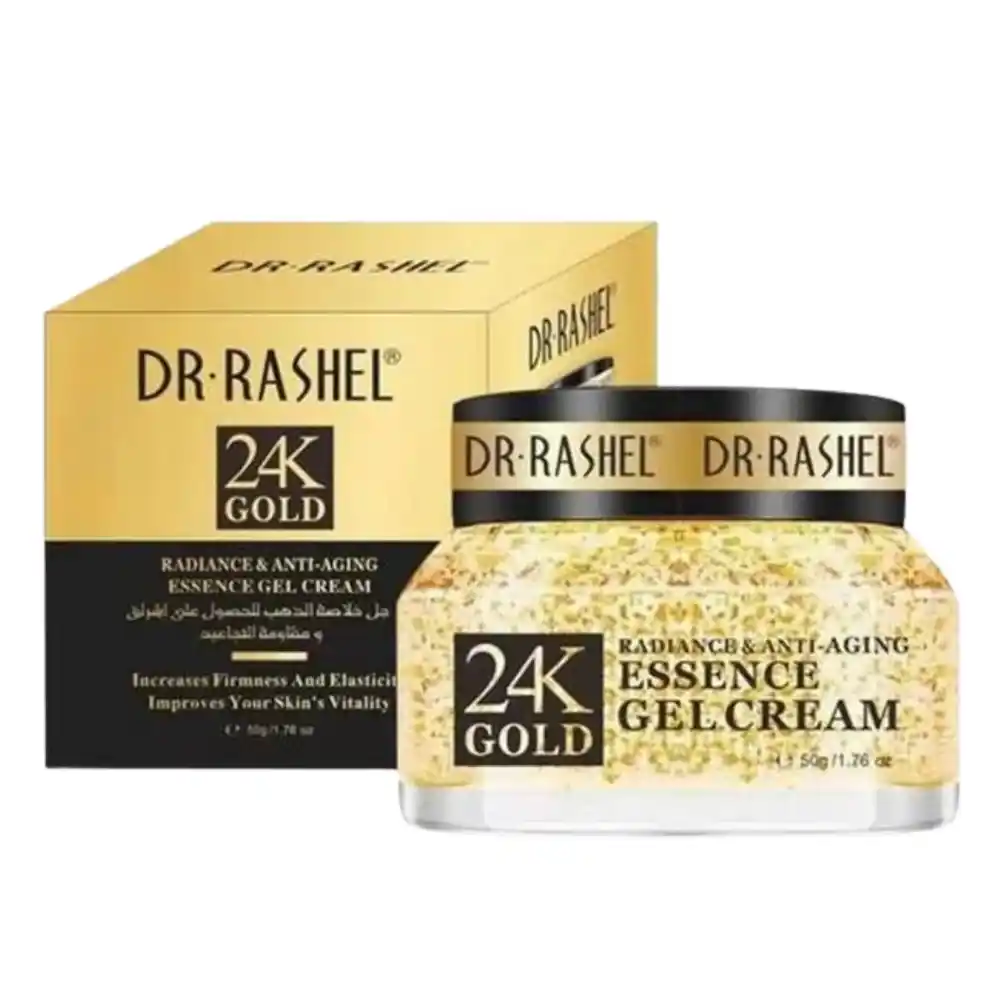 DR·RASHEL
DR·RASHEL®
24K
GOLD
RADIANCE & ANTI-AGING
ESSENCE GEL CREAM
جل خلاصة الذهب للحصول على اشراق
و مقاومة التجاعيد
Increases Firmness And Elasticit
Improves Your Skin's Vitality
50g/1.76 oz
DR·RASHEL
DR·RASHEL® DR·RASHEL®
24K
GOLD
RADIANCE & ANTI-AGING
ESSENCE
GEL CREAM
50g/1.76 oz